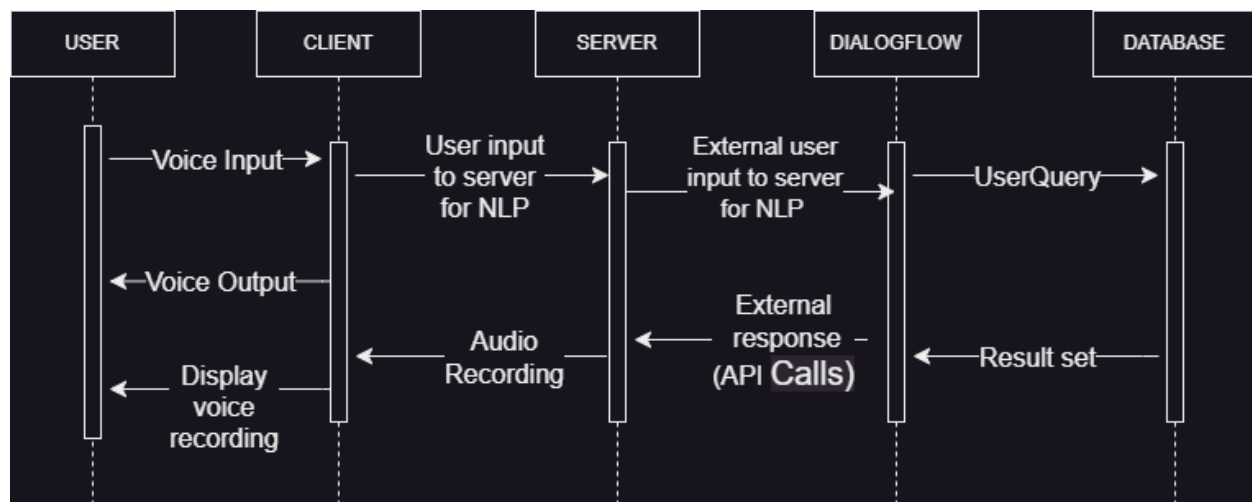 USER
CLIENT
SERVER
DIALOGFLOW
DATABASE
Voice Input
User input
to server
for NLP
External user
input to server
for NLP
UserQuery
Voice Output
Audio
Recording
External
response
(API Calls)
Result set
Display
voice
recording